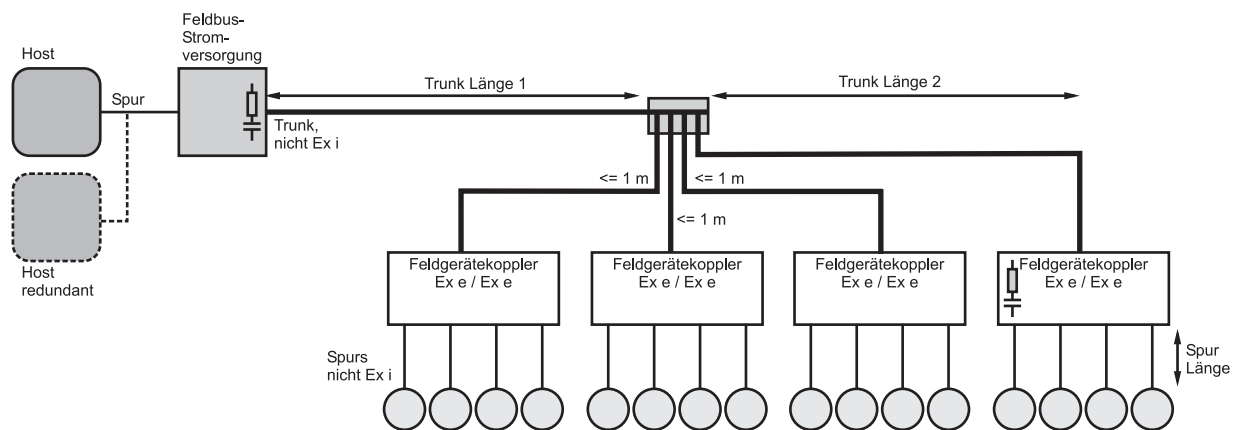 Host
Feldbus-
Strom-
versorgung
Spur
Trunk,
nicht Ex i
Trunk Länge 1
Trunk Länge 2
Host
redundant
<= 1 m
<= 1 m
<= 1 m
Feldgerätekoppler
Ex e / Ex e
Feldgerätekoppler
Ex e / Ex e
Feldgerätekoppler
Ex e / Ex e
Feldgerätekoppler
Ex e / Ex e
Spurs
nicht Ex i
Spur
Länge